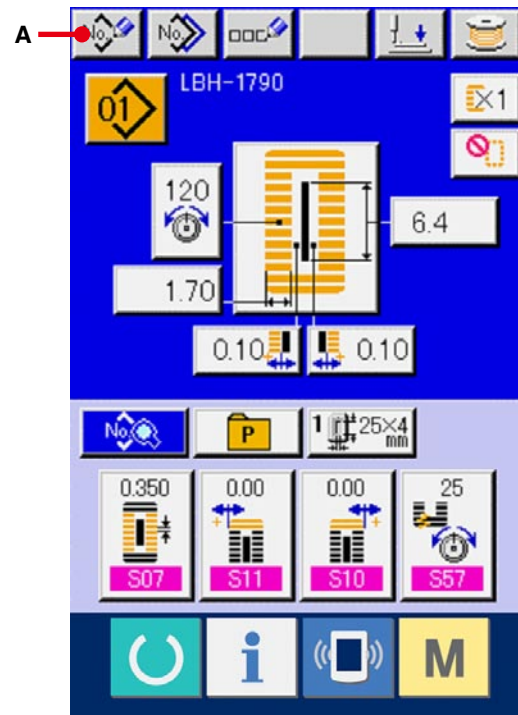 A
No. No.
LBH-1790
01
×1
120
6.4
1.70
0.10 0.10
No. P 1 25×4
mm
0.350 0.00 0.00 25
S07 S11 S10 S57
i M